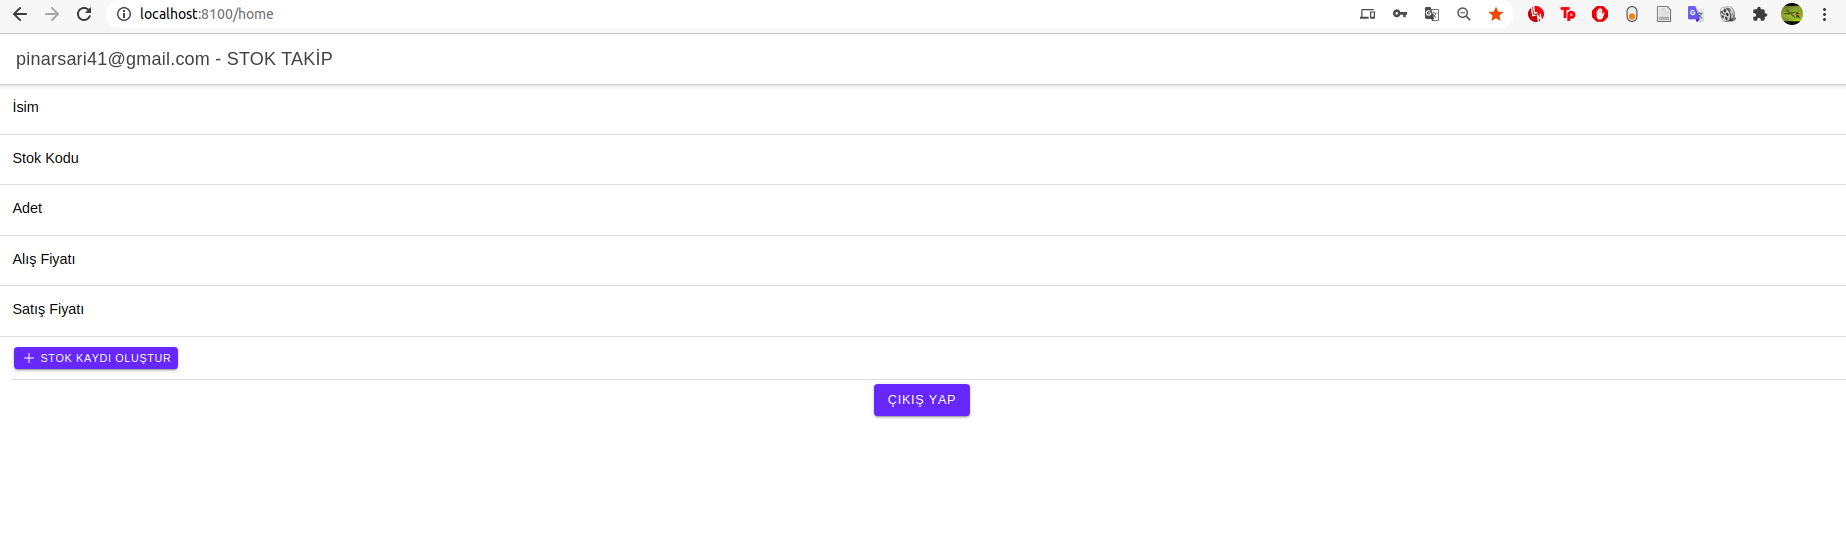 localhost:8100/home
pinarsari41@gmail.com - STOK TAKİP
İsim
Stok Kodu
Adet
Alış Fiyatı
Satış Fiyatı
+ STOK KAYDI OLUŞTUR
ÇIKIŞ YAP